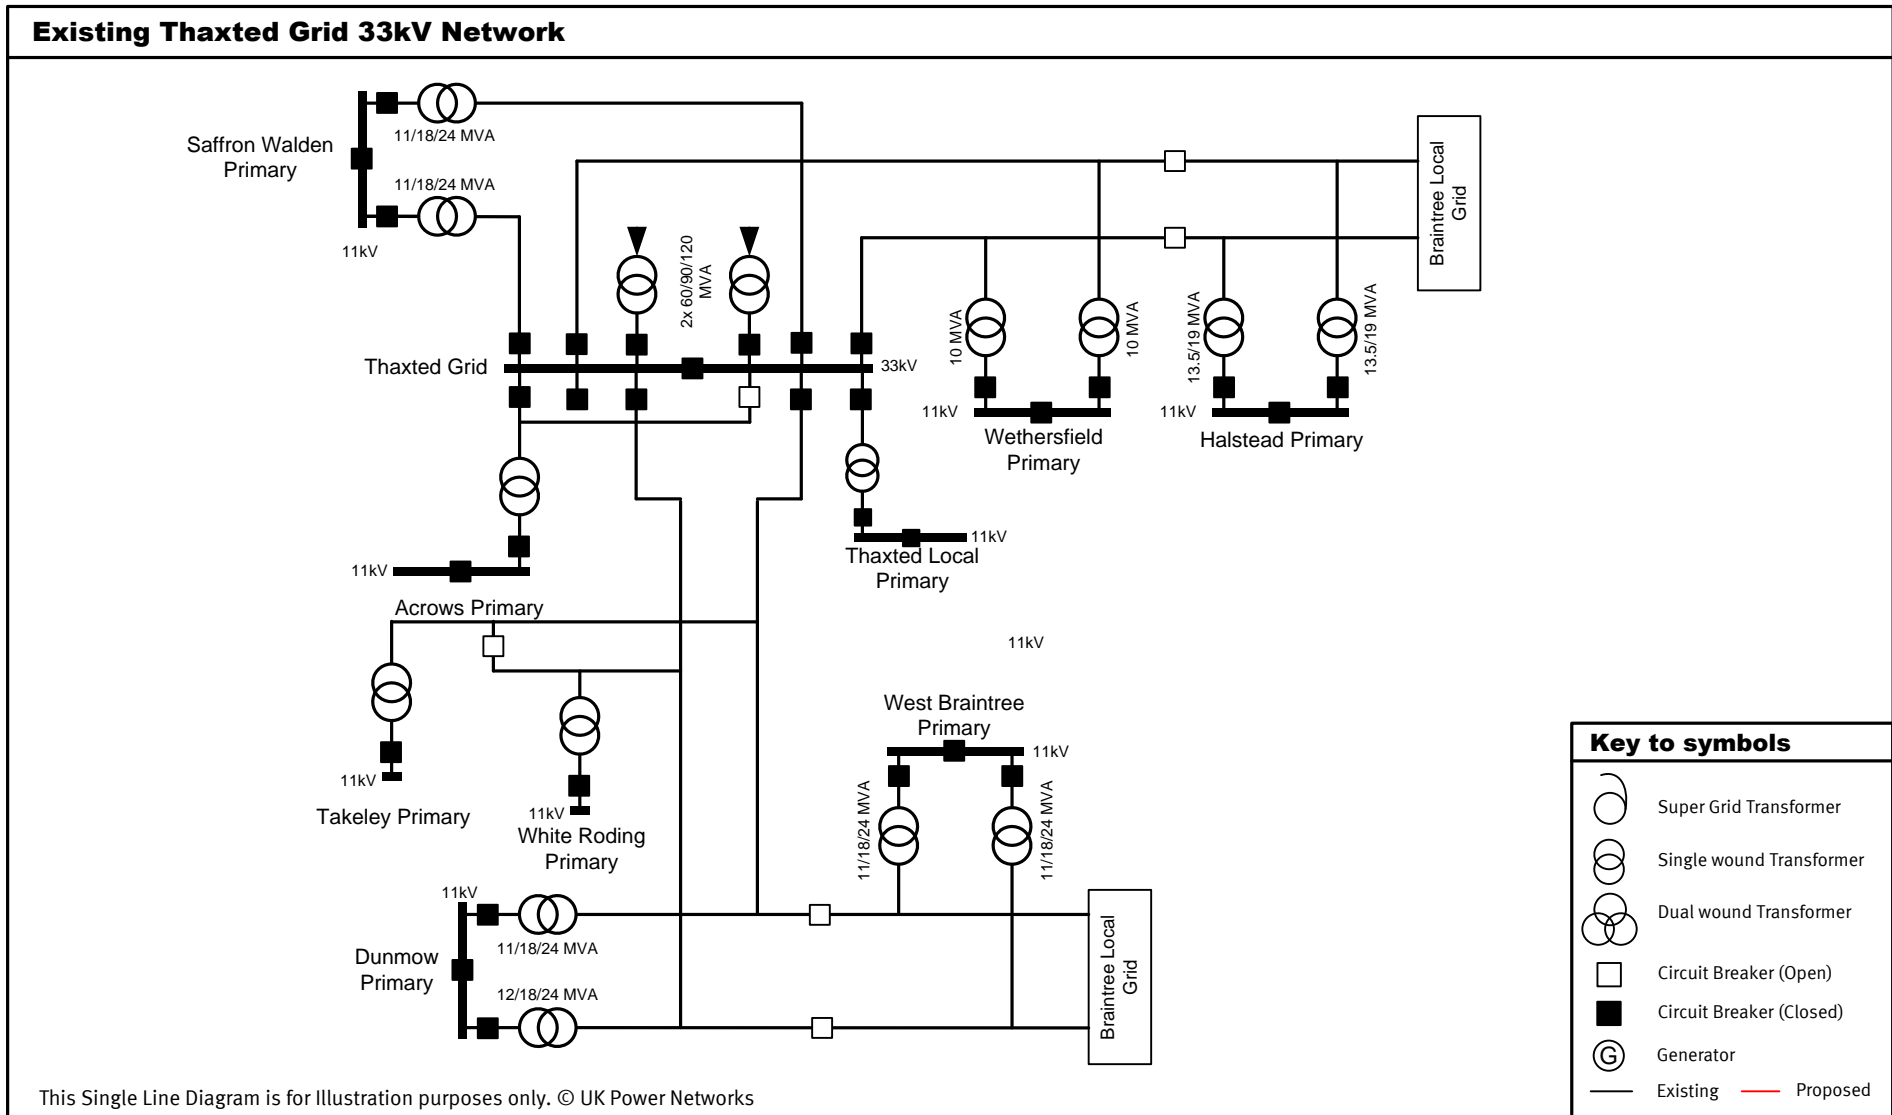 Existing Thaxted Grid 33kV Network
Saffron Walden
Primary
11/18/24 MVA
11/18/24 MVA
11kV
2x 60/90/120
MVA
Braintree Local
Grid
Thaxted Grid
33kV
10 MVA
10 MVA
13.5/19 MVA
13.5/19 MVA
11kV
Wethersfield
Primary
11kV
Halstead Primary
11kV
Thaxted Local
Primary
11kV
Acrows Primary
11kV
11kV
Takeley Primary
11kV
White Roding
Primary
West Braintree
Primary
11kV
11/18/24 MVA
11/18/24 MVA
11kV
Dunmow
Primary
11/18/24 MVA
12/18/24 MVA
Braintree Local
Grid
Key to symbols
Super Grid Transformer
Single wound Transformer
Dual wound Transformer
Circuit Breaker (Open)
Circuit Breaker (Closed)
G
Generator
Existing
Proposed
This Single Line Diagram is for Illustration purposes only. © UK Power Networks